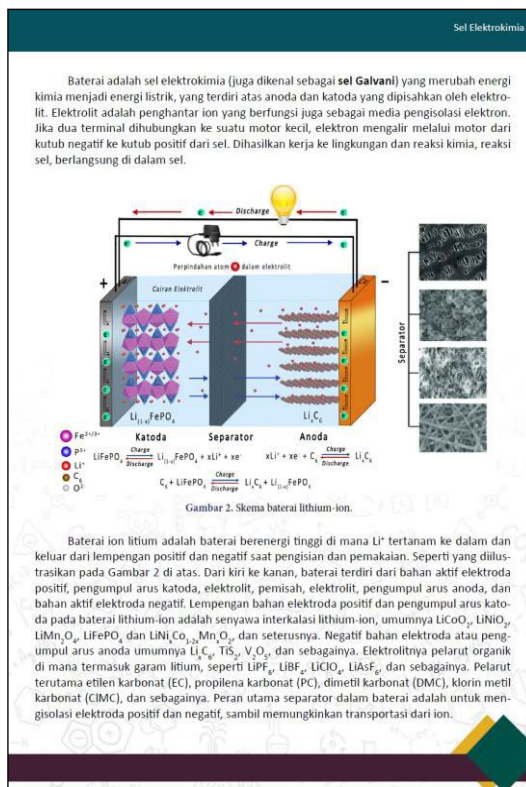 Sel Elektrokimia
Baterai adalah sel elektrokimia (juga dikenal sebagai sel Galvani) yang merubah energi
kimia menjadi energi listrik, yang terdiri atas anoda dan katoda yang dipisahkan oleh elektro-
lit. Elektrolit adalah penghantar ion yang berfungsi juga sebagai media pengisolasi elektron.
Jika dua terminal dihubungkan ke suatu motor kecil, elektron mengalir melalui motor dari
kutub negatif ke kutub positif dari sel. Dihasilkan kerja ke lingkungan dan reaksi kimia, reaksi
sel, berlangsung di dalam sel.
Discharge
Charge
Perpindahan atom dalam elektrolit
+
−
Cairan Elektrolit
Separator
Li₍₁₋ₓ₎FePO₄
LiₓC₆
Katoda Separator Anoda
Fe²⁺/³⁺
P⁵⁺
Li⁺
C₆
O²⁻
LiFePO₄ Charge Discharge Li₍₁₋ₓ₎FePO₄ + xLi⁺ + xe⁻
xLi⁺ + xe⁻ + C₆ Charge Discharge LiₓC₆
C₆ + LiFePO₄ Charge Discharge LiₓC₆ + Li₍₁₋ₓ₎FePO₄
Gambar 2. Skema baterai lithium-ion.
Baterai ion litium adalah baterai berenergi tinggi di mana Li⁺ tertanam ke dalam dan
keluar dari lempengan positif dan negatif saat pengisian dan pemakaian. Seperti yang diilus-
trasikan pada Gambar 2 di atas. Dari kiri ke kanan, baterai terdiri dari bahan aktif elektroda
positif, pengumpul arus katoda, elektrolit, pemisah, elektrolit, pengumpul arus anoda, dan
bahan aktif elektroda negatif. Lempengan bahan elektroda positif dan pengumpul arus kato-
da pada baterai lithium-ion adalah senyawa interkalasi lithium-ion, umumnya LiCoO₂, LiNiO₂,
LiMn₂O₄, LiFePO₄ dan LiNiₓCo₁₋₂ₓMnₓO₂, dan seterusnya. Negatif bahan elektroda atau peng-
umpul arus anoda umumnya LiₓC₆, TiS₂, V₂O₅, dan sebagainya. Elektrolitnya pelarut organik
di mana termasuk garam litium, seperti LiPF₆, LiBF₄, LiClO₄, LiAsF₆, dan sebagainya. Pelarut
terutama etilen karbonat (EC), propilena karbonat (PC), dimetil karbonat (DMC), klorin metil
karbonat (ClMC), dan sebagainya. Peran utama separator dalam baterai adalah untuk men-
gisolasi elektroda positif dan negatif, sambil memungkinkan transportasi dari ion.